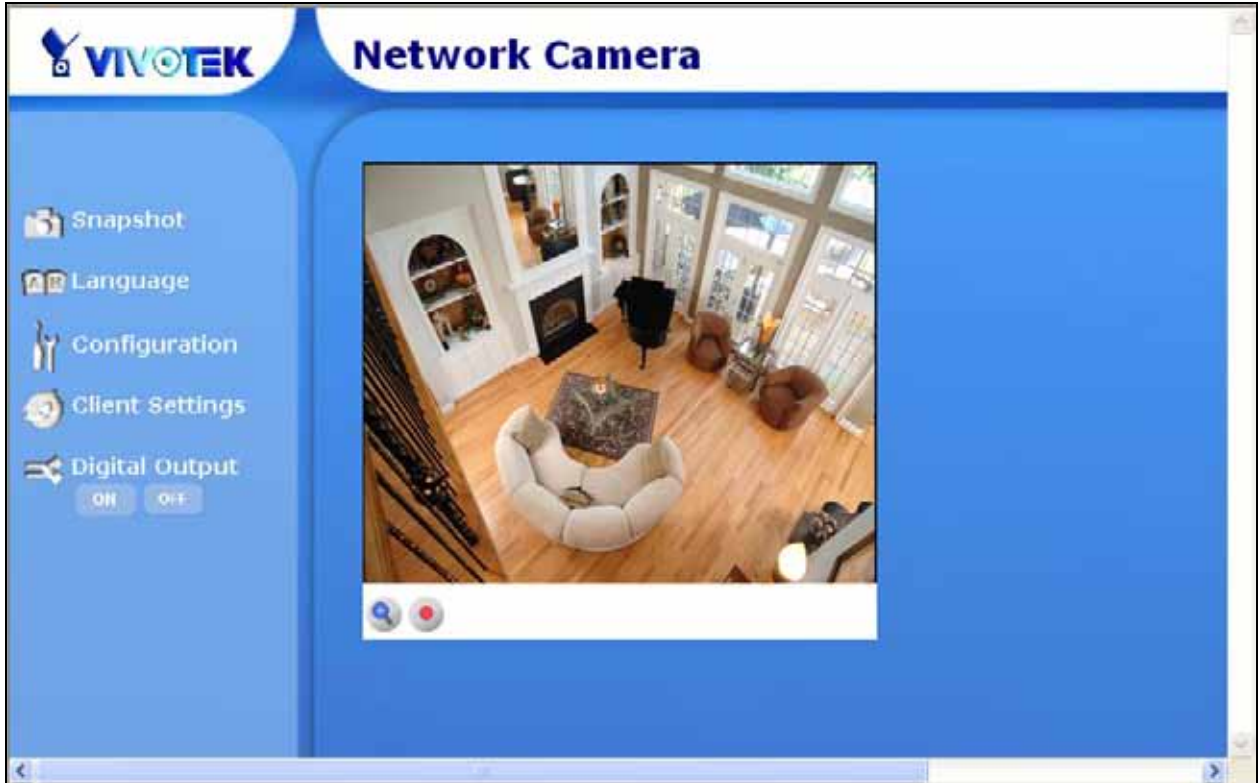 VIVOTEK
Network Camera
Snapshot
Language
Configuration
Client Settings
Digital Output
ON OFF